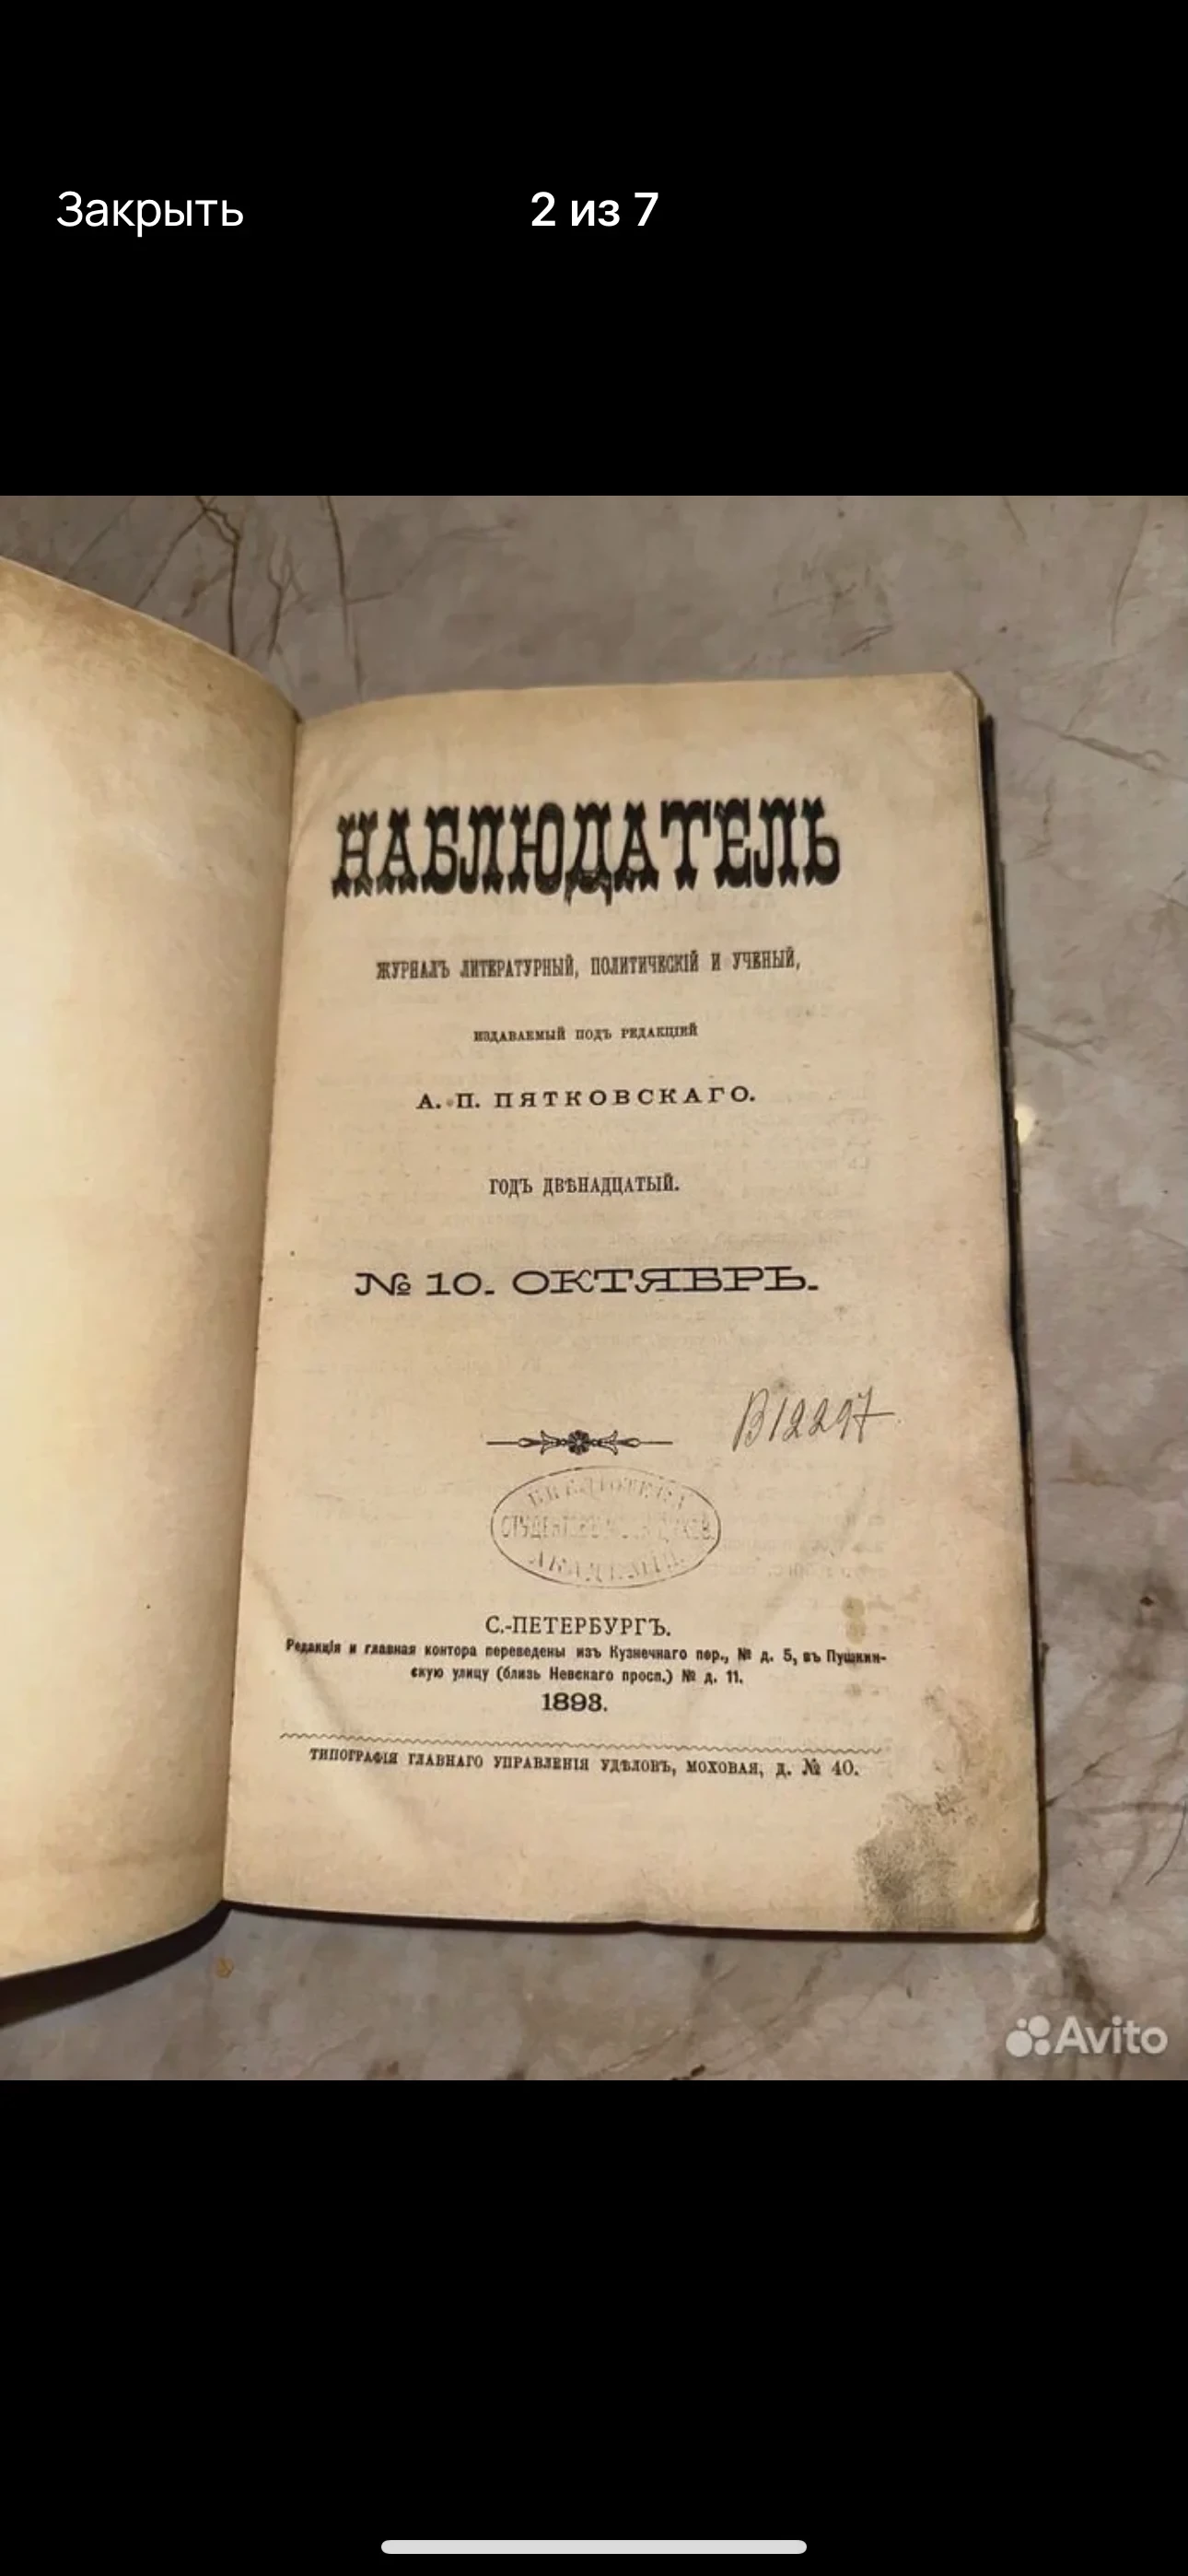 Закрыть
2 из 7
НАБЛЮДАТЕЛЬ
ЖУРНАЛЪ ЛИТЕРАТУРНЫЙ, ПОЛИТИЧЕСКІЙ И УЧЕНЫЙ,
ИЗДАВАЕМЫЙ ПОДЪ РЕДАКЦІЕЙ
А. П. ПЯТКОВСКАГО.
ГОДЪ ДВѢНАДЦАТЫЙ.
№ 10. ОКТЯБРЬ.
В12297
БИБЛІОТЕКА
АКАДЕМІИ
С.-ПЕТЕРБУРГЪ.
Редакція и главная контора переведены изъ Кузнечнаго пер., № д. 5, въ Пушкин-
скую улицу (близь Невскаго просп.) № д. 11.
1893.
ТИПОГРАФІЯ ГЛАВНАГО УПРАВЛЕНІЯ УДѢЛОВЪ, МОХОВАЯ, Д. № 40.
Avito